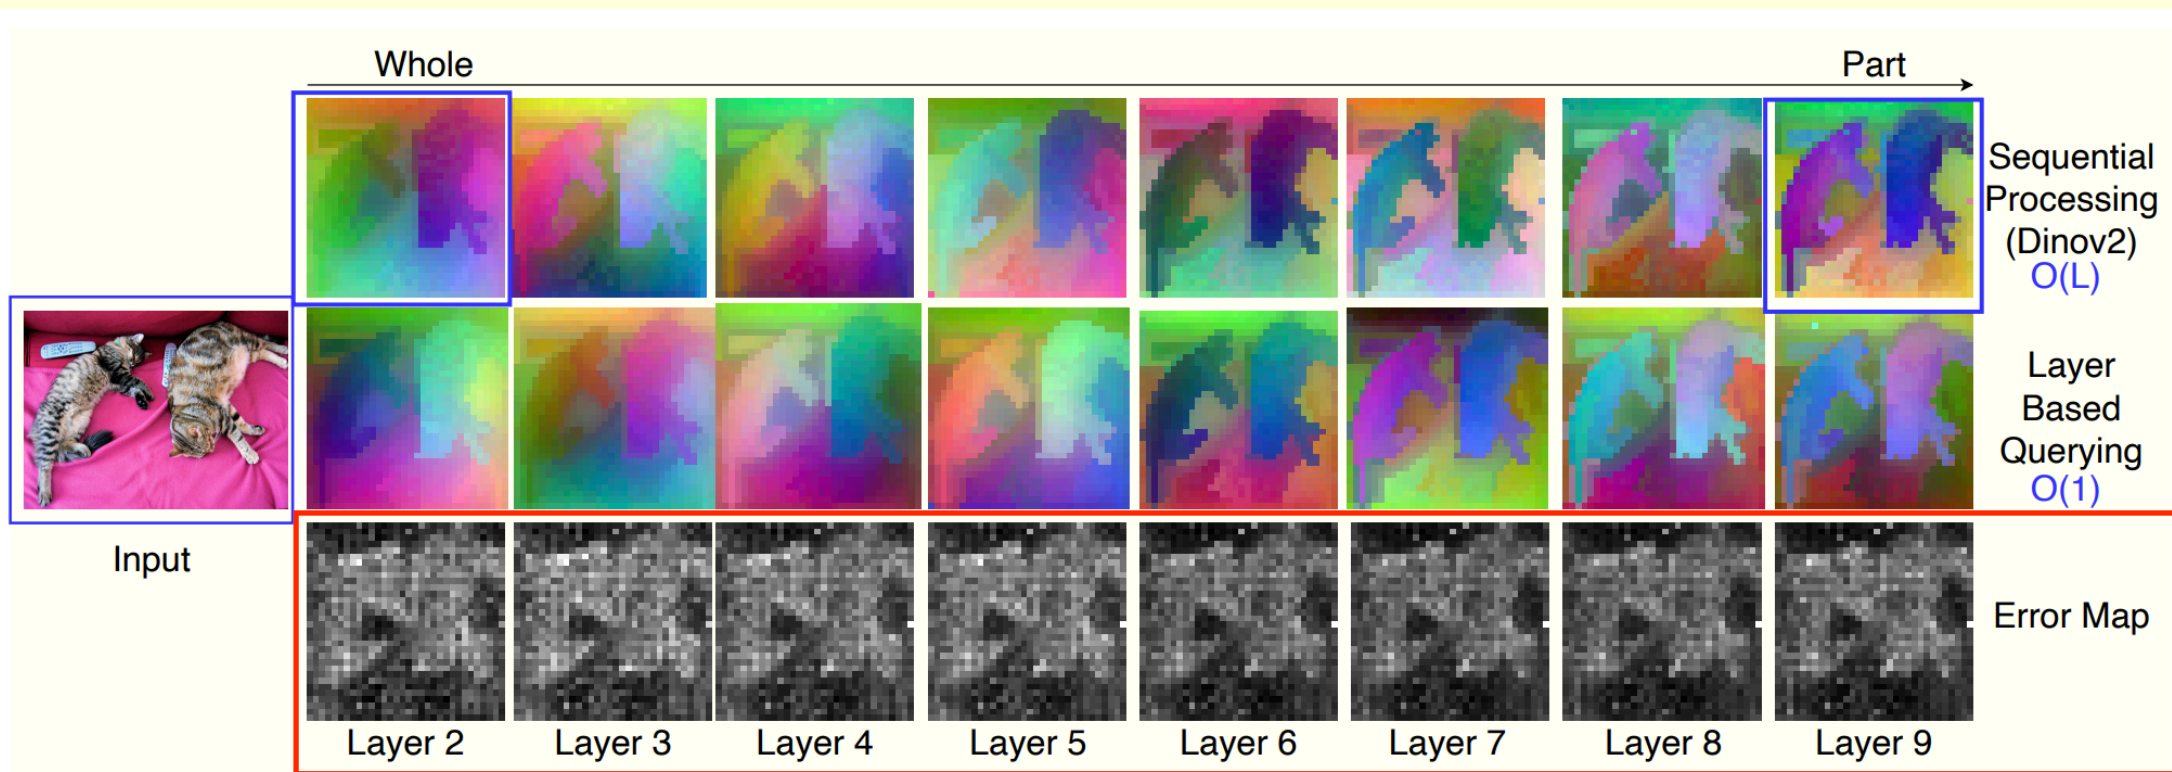 Whole
Part
Sequential
Processing
(Dinov2)
O(L)
Layer
Based
Querying
O(1)
Input
Error Map
Layer 2
Layer 3
Layer 4
Layer 5
Layer 6
Layer 7
Layer 8
Layer 9